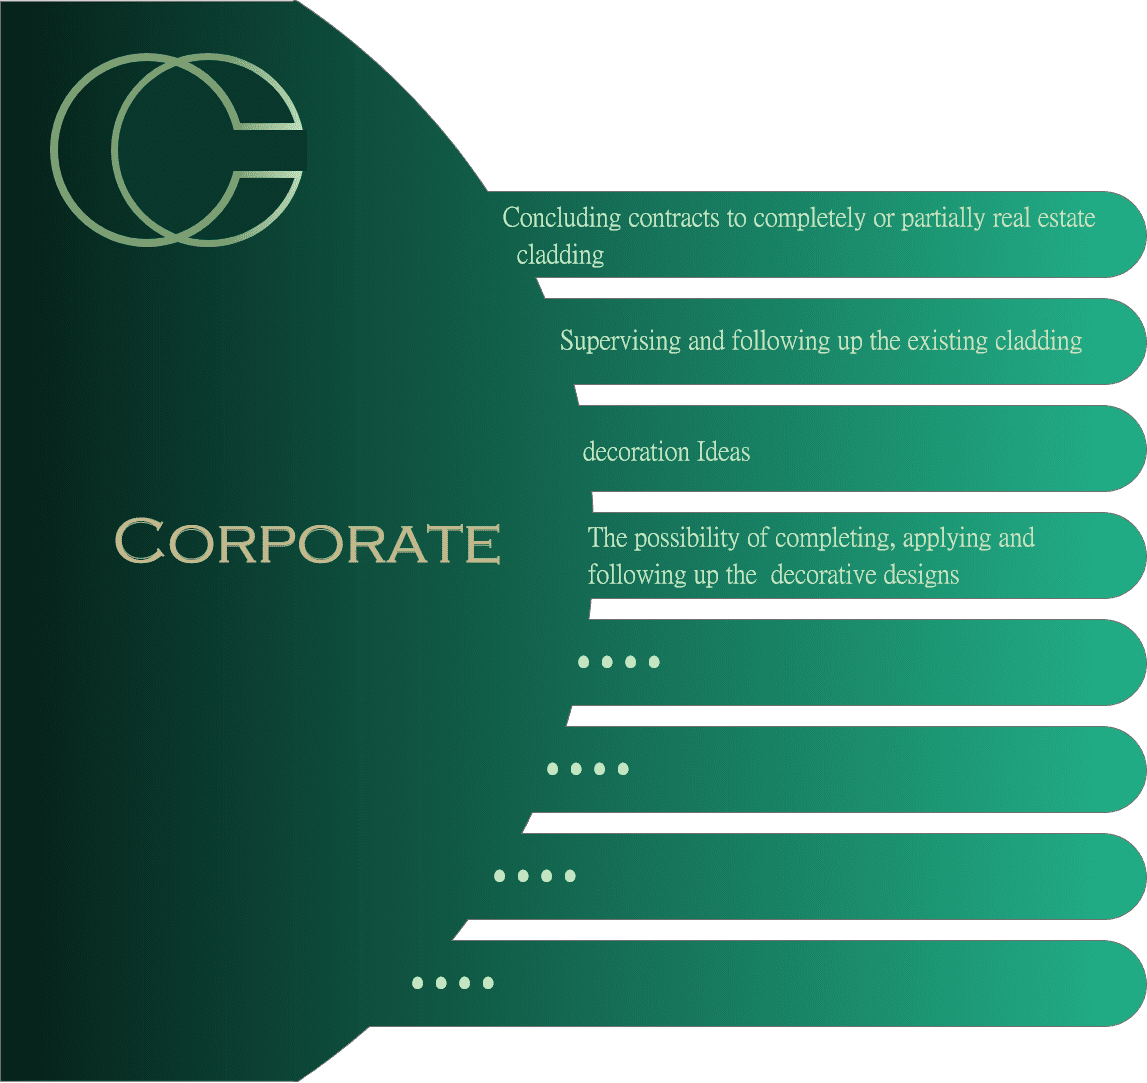 Concluding contracts to completely or partially real estate
cladding
Supervising and following up the existing cladding
decoration Ideas
CORPORATE
The possibility of completing, applying and
following up the  decorative designs
....
....
....
....